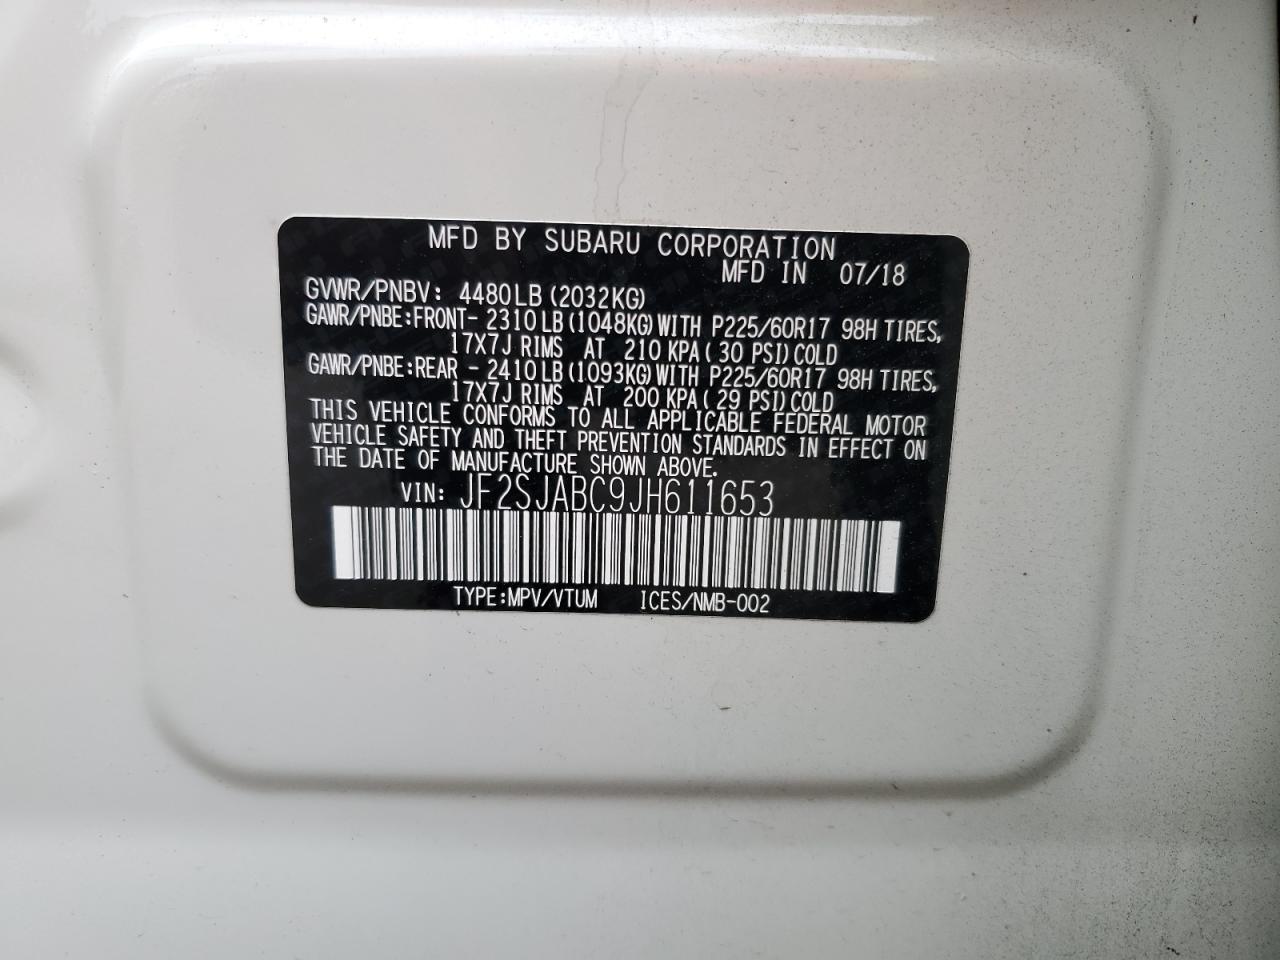 MFD BY SUBARU CORPORATION
MFD IN 07/18
GVWR/PNBV: 4480LB (2032KG)
GAWR/PNBE:FRONT- 2310LB(1048KG)WITH P225/60R17 98H TIRES,
17X7J RIMS AT 210 KPA(30 PSI)COLD
GAWR/PNBE:REAR - 2410LB(1093KG)WITH P225/60R17 98H TIRES,
17X7J RIMS AT 200 KPA(29 PSI)COLD
THIS VEHICLE CONFORMS TO ALL APPLICABLE FEDERAL MOTOR
VEHICLE SAFETY AND THEFT PREVENTION STANDARDS IN EFFECT ON
THE DATE OF MANUFACTURE SHOWN ABOVE.
VIN: JF2SJABC9JH611653
TYPE:MPV/VTUM ICES/NMB-002